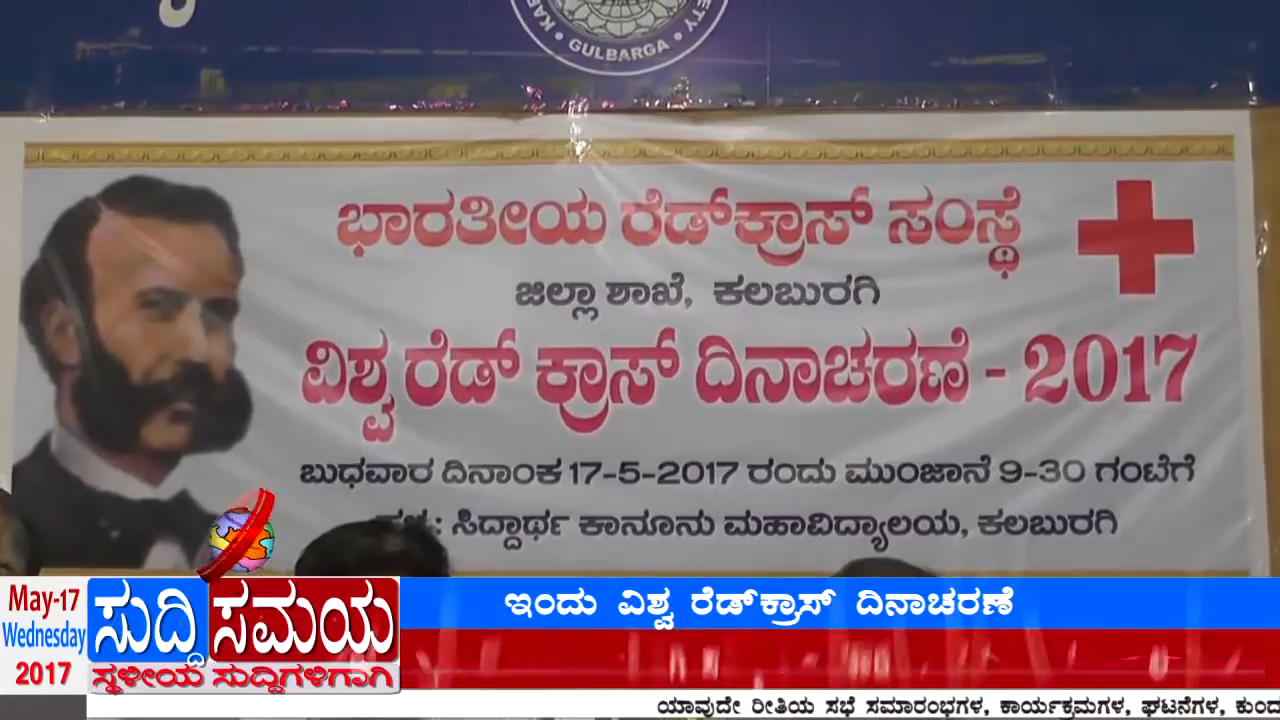 GULBARGA
ಭಾರತೀಯ ರೆಡ್‌ಕ್ರಾಸ್ ಸಂಸ್ಥೆ
ಜಿಲ್ಲಾ ಶಾಖೆ, ಕಲಬುರಗಿ
ವಿಶ್ವ ರೆಡ್ ಕ್ರಾಸ್ ದಿನಾಚರಣೆ - 2017
ಬುಧವಾರ ದಿನಾಂಕ 17-5-2017 ರಂದು ಮುಂಜಾನೆ 9-30 ಗಂಟೆಗೆ
ಸಿದ್ದಾರ್ಥ ಕಾನೂನು ಮಹಾವಿದ್ಯಾಲಯ, ಕಲಬುರಗಿ
May-17
Wednesday
2017
ಸುದ್ದಿ ಸಮಯ
ಸ್ಥಳೀಯ ಸುದ್ದಿಗಳಿಗಾಗಿ
ಇಂದು ವಿಶ್ವ ರೆಡ್‌ಕ್ರಾಸ್ ದಿನಾಚರಣೆ
ಯಾವುದೇ ರೀತಿಯ ಸಭೆ ಸಮಾರಂಭಗಳ, ಕಾರ್ಯಕ್ರಮಗಳ, ಘಟನೆಗಳ,